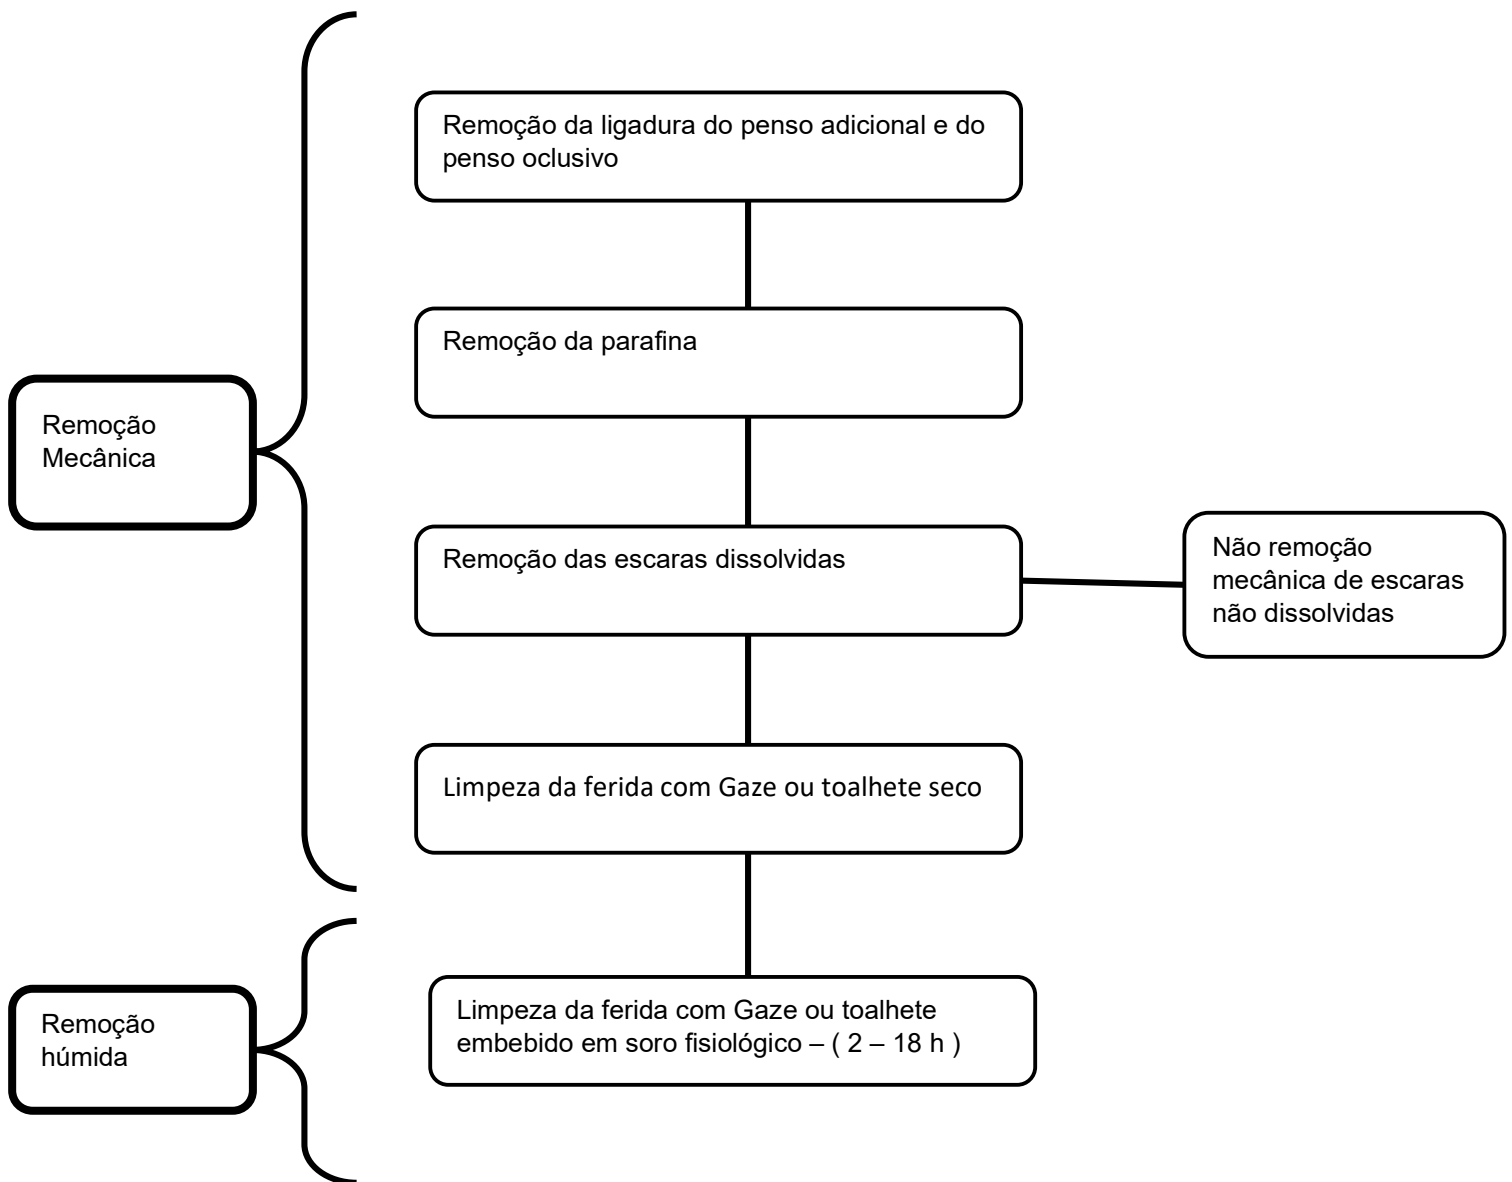 Remoção da ligadura do penso adicional e do
penso oclusivo
Remoção da parafina
Remoção
Mecânica
Remoção das escaras dissolvidas
Não remoção
mecânica de escaras
não dissolvidas
Limpeza da ferida com Gaze ou toalhete seco
Remoção
húmida
Limpeza da ferida com Gaze ou toalhete
embebido em soro fisiológico – ( 2 – 18 h )